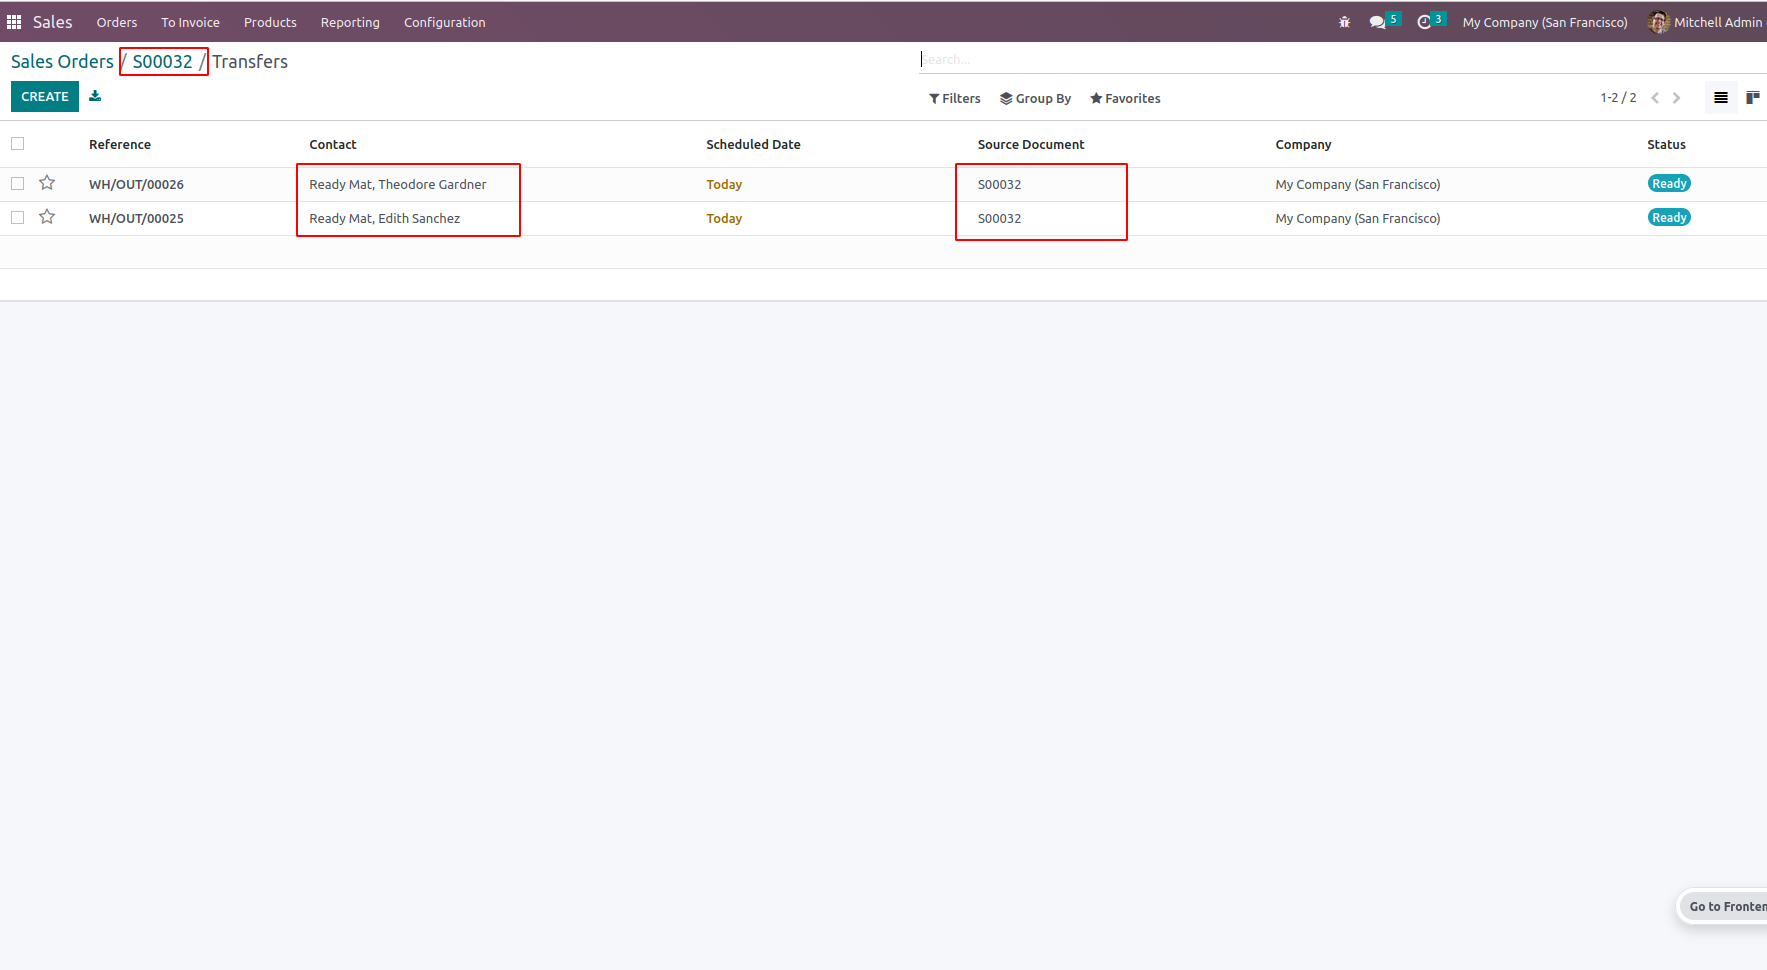 Sales Orders To Invoice Products Reporting Configuration 5 3 My Company (San Francisco) Mitchell Admin
Sales Orders / S00032 / Transfers
Search...
CREATE
Filters Group By Favorites 1-2 / 2
Reference Contact Scheduled Date Source Document Company Status
WH/OUT/00026 Ready Mat, Theodore Gardner Today S00032 My Company (San Francisco) Ready
WH/OUT/00025 Ready Mat, Edith Sanchez Today S00032 My Company (San Francisco) Ready
Go to Fronten